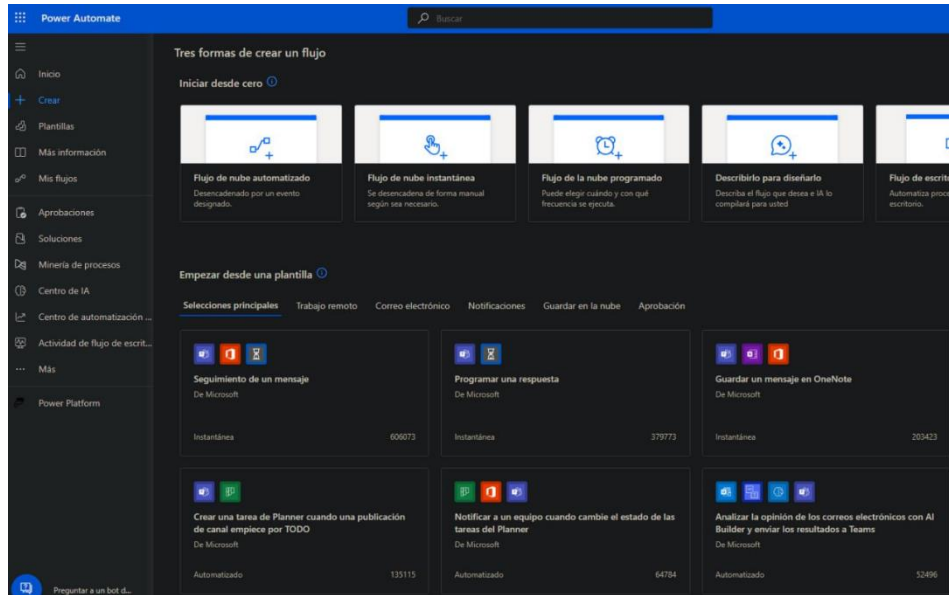 Power Automate
Buscar
Inicio
Crear
Plantillas
Más información
Mis flujos
Aprobaciones
Soluciones
Minería de procesos
Centro de IA
Centro de automatización ...
Actividad de flujo de escrit...
Más
Power Platform
Preguntar a un bot d...
Tres formas de crear un flujo
Iniciar desde cero
Flujo de nube automatizado
Desencadenado por un evento
designado.
Flujo de nube instantánea
Se desencadena de forma manual
según sea necesario.
Flujo de la nube programado
Puede elegir cuándo y con qué
frecuencia se ejecuta.
Describirlo para diseñarlo
Describa el flujo que desea e IA lo
compilará para usted
Flujo de escrit
Automatiza proc
escritorio.
Empezar desde una plantilla
Selecciones principales
Trabajo remoto
Correo electrónico
Notificaciones
Guardar en la nube
Aprobación
Seguimiento de un mensaje
De Microsoft
Instantánea
606073
Programar una respuesta
De Microsoft
Instantánea
379773
Guardar un mensaje en OneNote
De Microsoft
Instantánea
203423
Crear una tarea de Planner cuando una publicación
de canal empiece por TODO
De Microsoft
Automatizado
135115
Notificar a un equipo cuando cambie el estado de las
tareas del Planner
De Microsoft
Automatizado
64784
Analizar la opinión de los correos electrónicos con AI
Builder y enviar los resultados a Teams
De Microsoft
Automatizado
52496